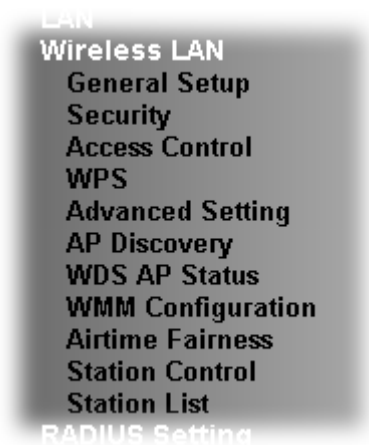 LAN
Wireless LAN
General Setup
Security
Access Control
WPS
Advanced Setting
AP Discovery
WDS AP Status
WMM Configuration
Airtime Fairness
Station Control
Station List
RADIUS Setting